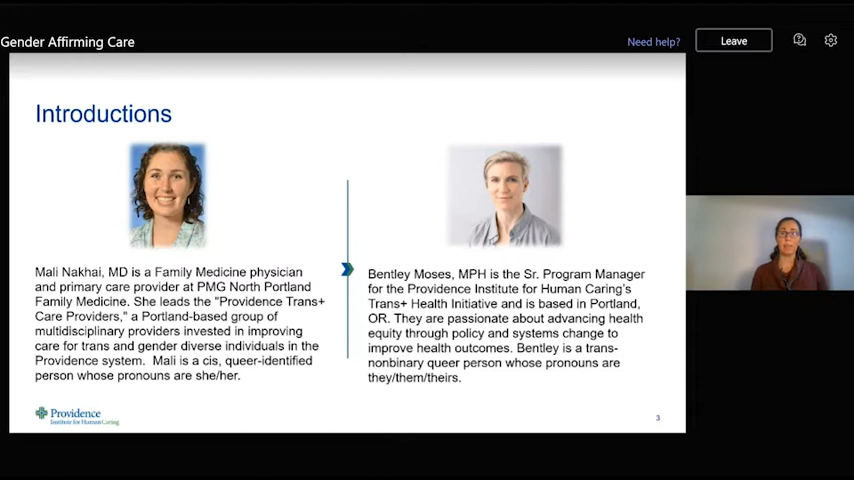 Gender Affirming Care
Need help?
Leave
Introductions
Mali Nakhai, MD is a Family Medicine physician
and primary care provider at PMG North Portland
Family Medicine. She leads the "Providence Trans+
Care Providers," a Portland-based group of
multidisciplinary providers invested in improving
care for trans and gender diverse individuals in the
Providence system. Mali is a cis, queer-identified
person whose pronouns are she/her.
Bentley Moses, MPH is the Sr. Program Manager
for the Providence Institute for Human Caring's
Trans+ Health Initiative and is based in Portland,
OR. They are passionate about advancing health
equity through policy and systems change to
improve health outcomes. Bentley is a trans-
nonbinary queer person whose pronouns are
they/them/theirs.
Providence
Institute for Human Caring
3